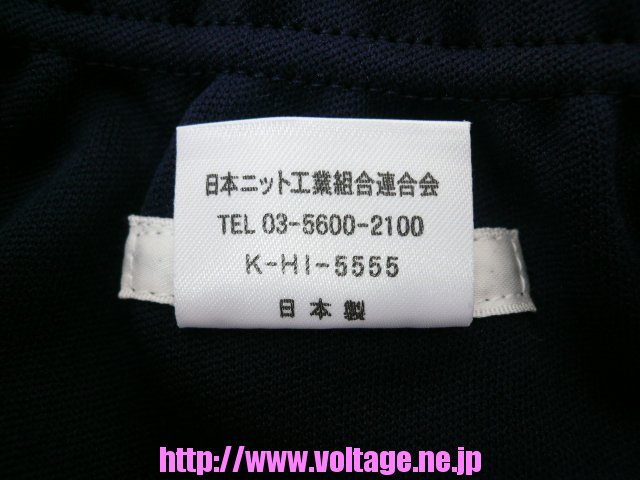 日本ニット工業組合連合会
TEL 03-5600-2100
K-HI-5555
日本製
http://www.voltage.ne.jp